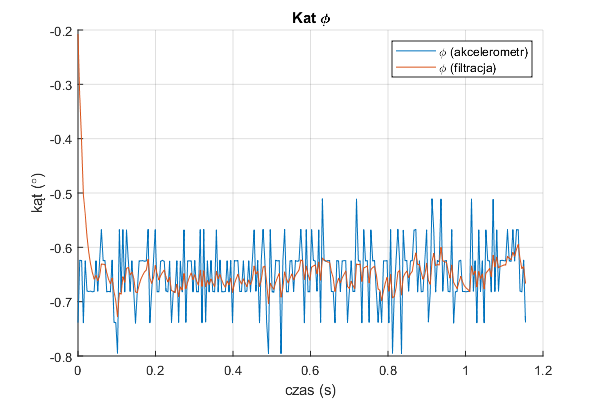 Kat ϕ
-0.2
-0.3
-0.4
-0.5
-0.6
-0.7
-0.8
kąt (°)
ϕ (akcelerometr)
ϕ (filtracja)
0
0.2
0.4
0.6
0.8
1
1.2
czas (s)